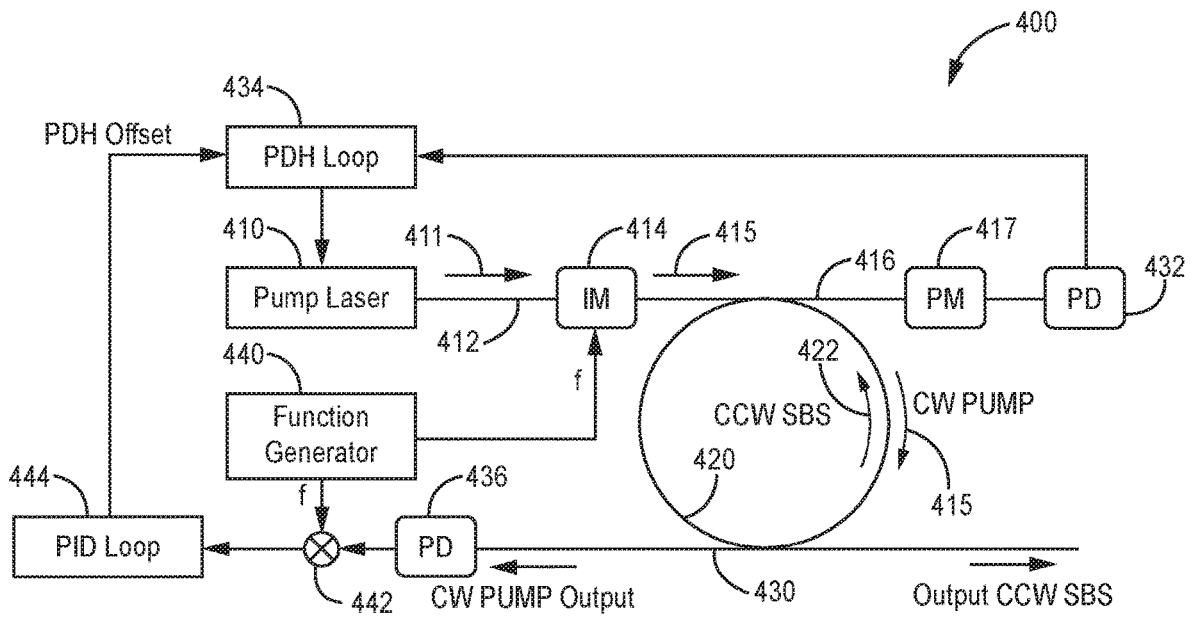 400
434
PDH Offset
PDH Loop
410
411
414
415
417
416
432
Pump Laser
IM
PM
PD
412
440
f
422
Function
Generator
CCW SBS
CW PUMP
444
f
436
420
415
PID Loop
PD
442
CW PUMP Output
430
Output CCW SBS